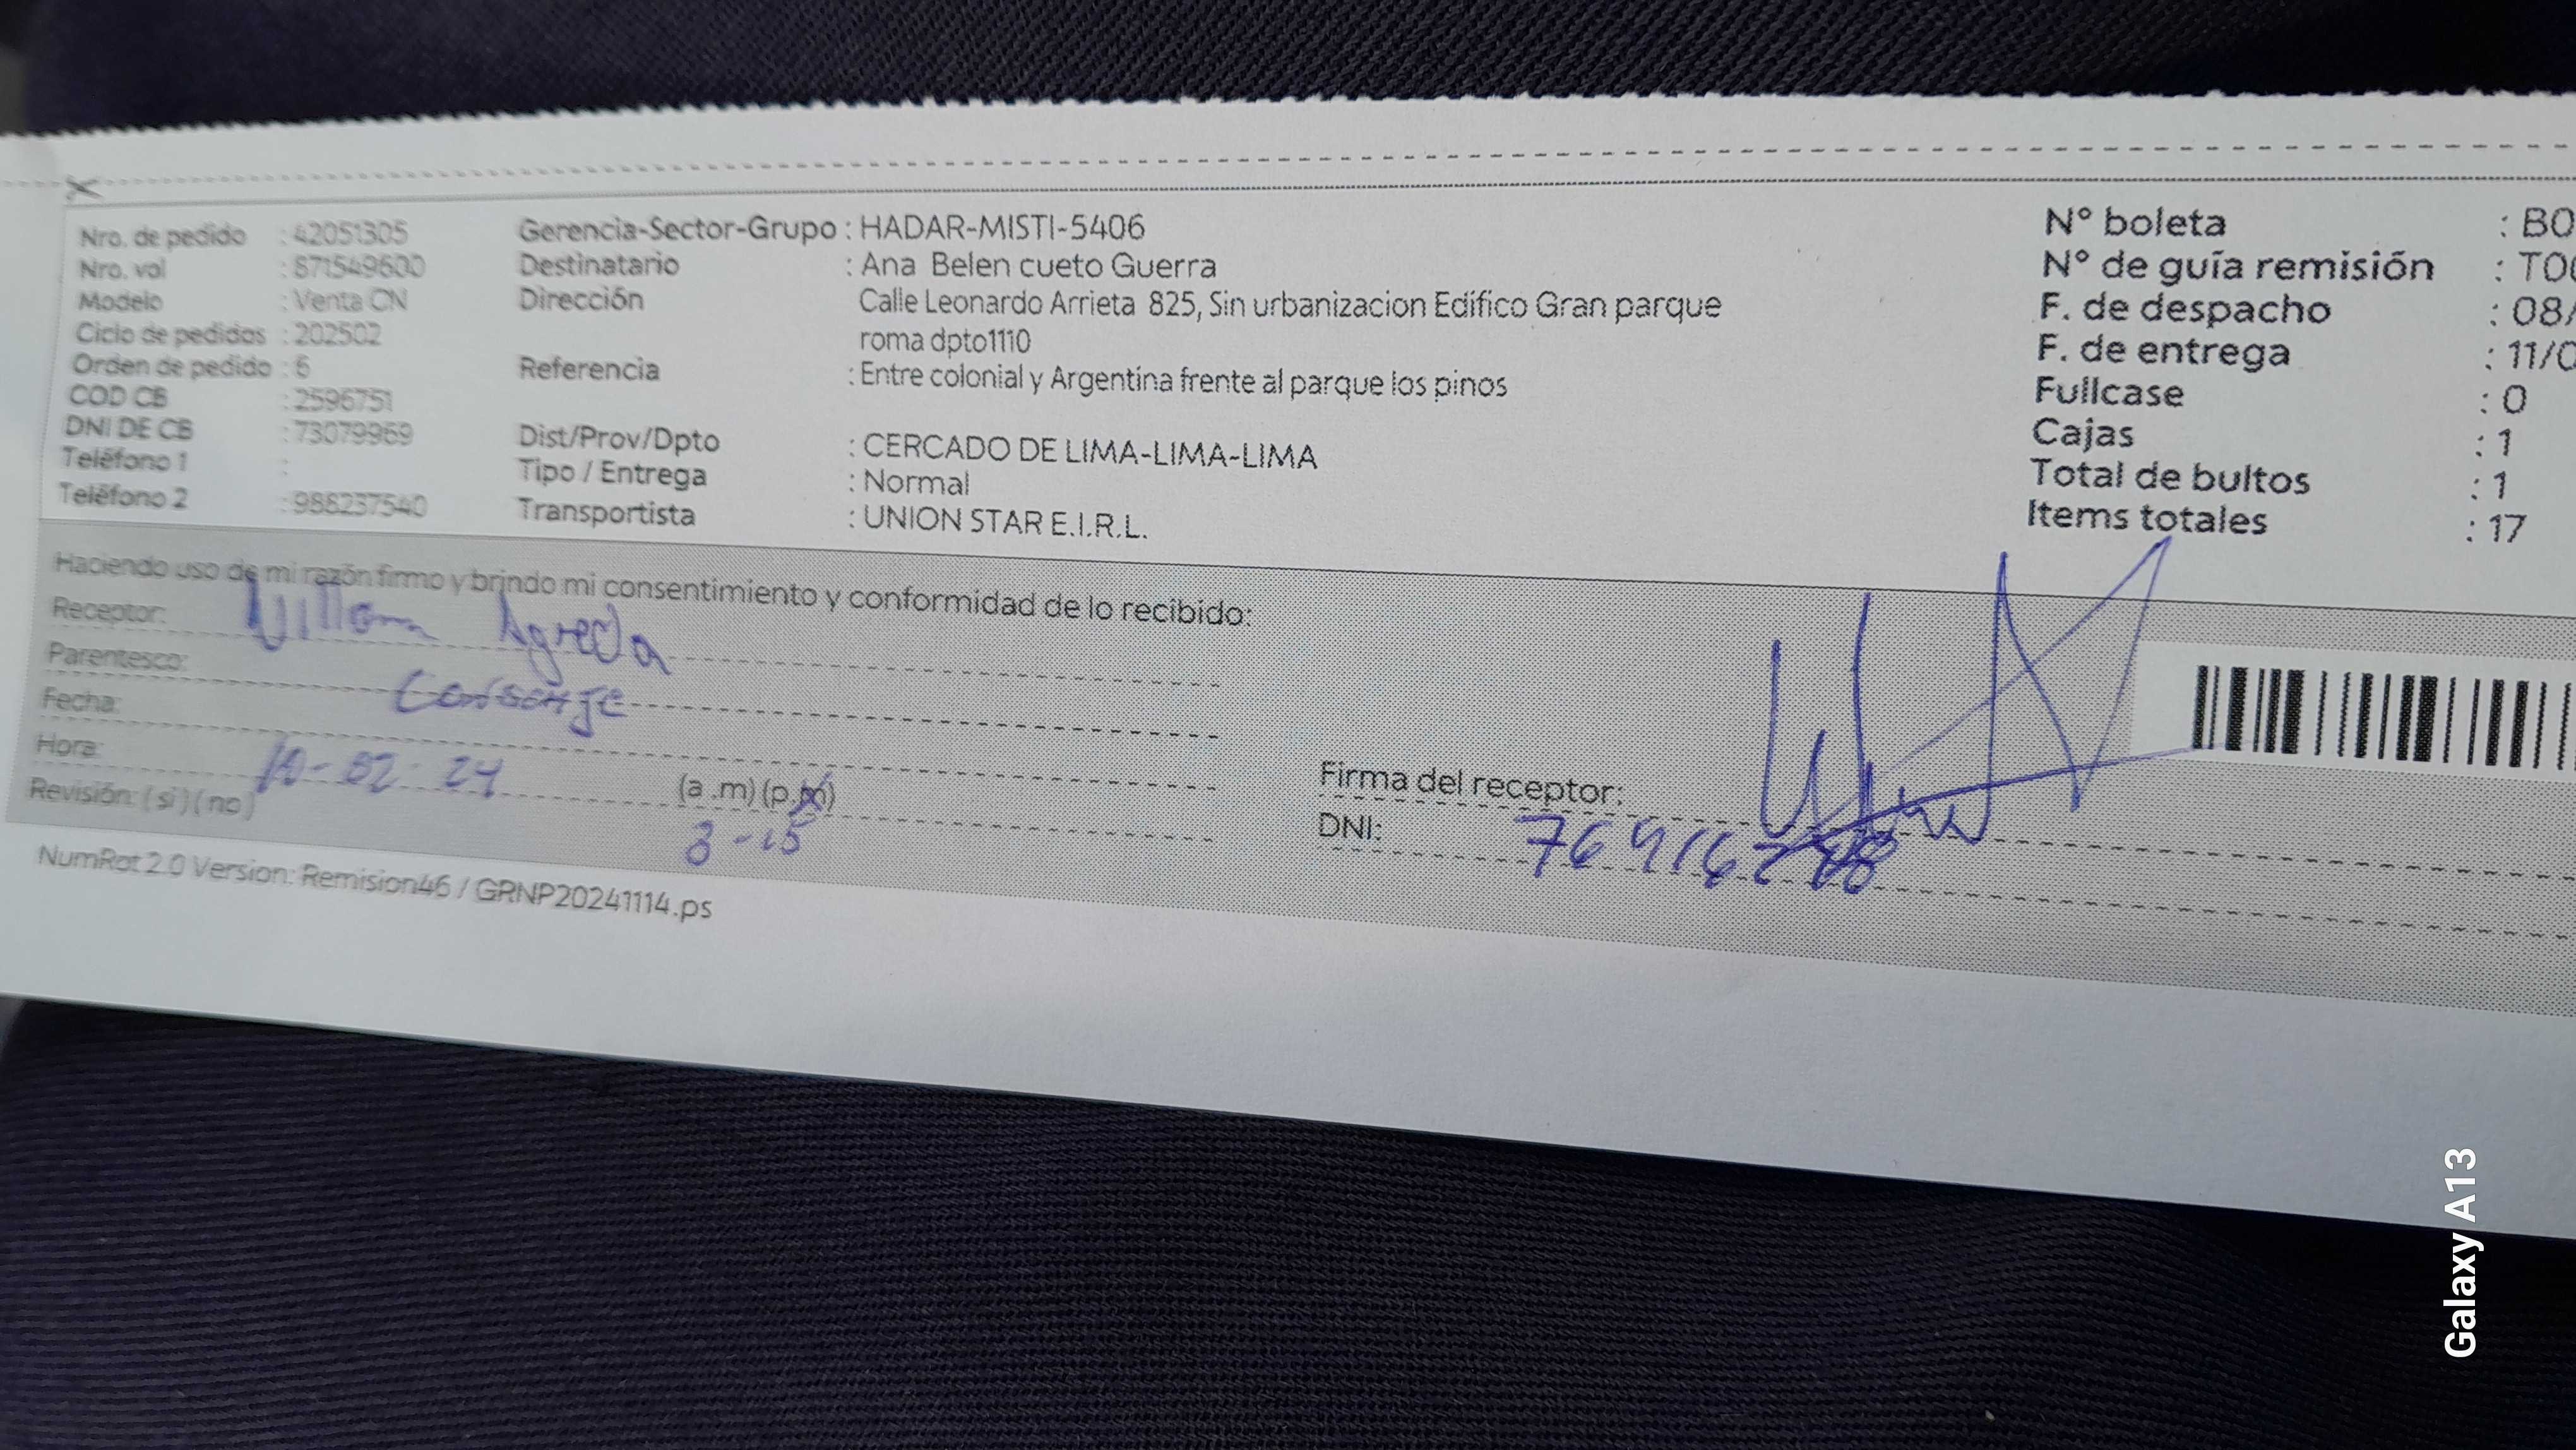 Nro. de pedido : 42051305
Nro. vol : 871549600
Modelo : Venta CN
Ciclo de pedidos : 202502
Orden de pedido : 6
COD CB : 2596751
DNI DE CB : 73079969
Teléfono 1 :
Teléfono 2 : 988237540
Gerencia-Sector-Grupo : HADAR-MISTI-5406
Destinatario : Ana Belen cueto Guerra
Dirección Calle Leonardo Arrieta 825, Sin urbanizacion Edifico Gran parque
roma dpto1110
Referencia : Entre colonial y Argentina frente al parque los pinos
Dist/Prov/Dpto : CERCADO DE LIMA-LIMA-LIMA
Tipo / Entrega : Normal
Transportista : UNION STAR E.I.R.L.
N° boleta : B0
N° de guía remisión : T00
F. de despacho : 08/
F. de entrega : 11/0
Fullcase : 0
Cajas : 1
Total de bultos : 1
Items totales : 17
Haciendo uso de mi razón firmo y brindo mi consentimiento y conformidad de lo recibido:
Receptor: Agreda
Parentesco: Conserje
Fecha: 10-02-24
Hora: (a .m) (p.m) 3-15
Revisión: ( si ) ( no )
Firma del receptor:
DNI:
NumRot 2.0 Version: Remision46 / GRNP20241114.ps
Galaxy A13